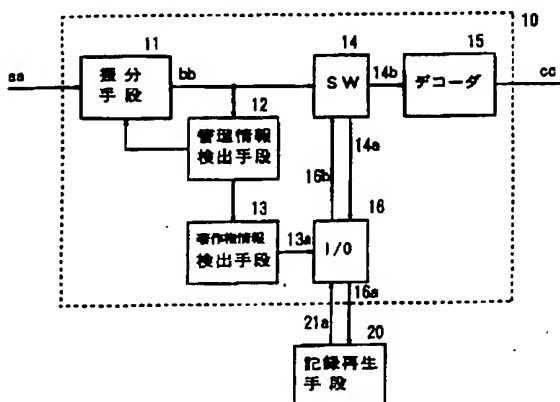 10
11
14
15
aa
振分
手段
bb
SW
14b
デコーダ
cc
12
管理情報
検出手段
14a
16b
13
16
著作権情報
検出手段
13a
I/O
21a
16a
20
記録再生
手段